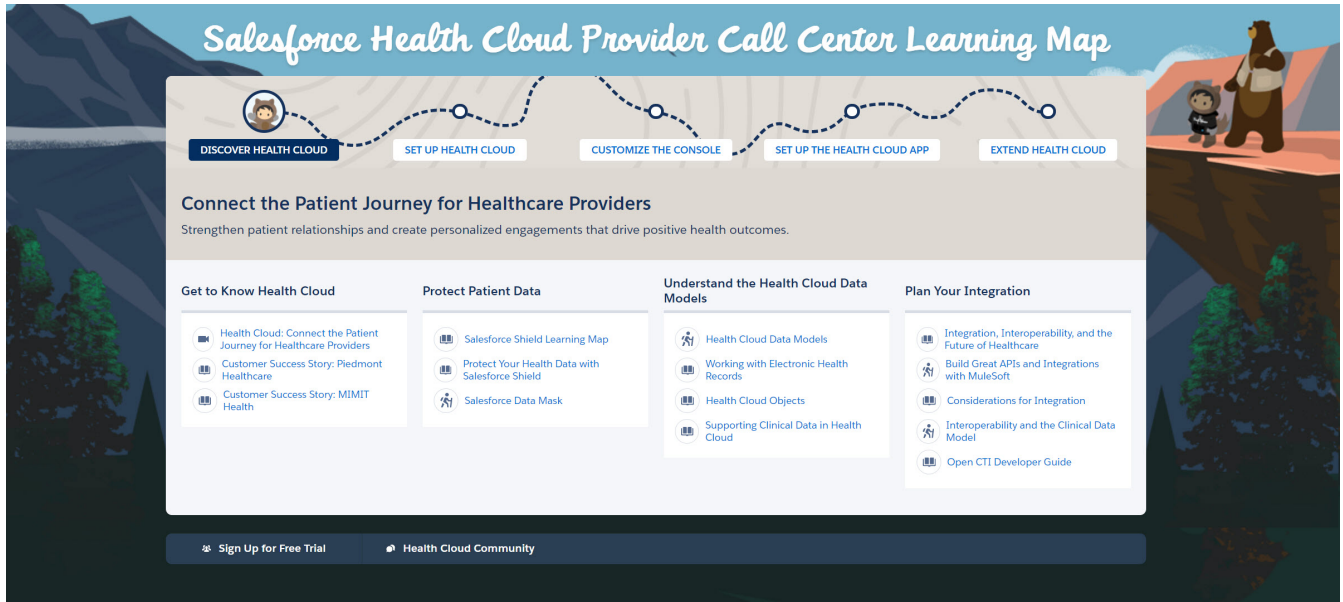 Salesforce Health Cloud Provider Call Center Learning Map
DISCOVER HEALTH CLOUD
SET UP HEALTH CLOUD
CUSTOMIZE THE CONSOLE
SET UP THE HEALTH CLOUD APP
EXTEND HEALTH CLOUD
Connect the Patient Journey for Healthcare Providers
Strengthen patient relationships and create personalized engagements that drive positive health outcomes.
Get to Know Health Cloud
Health Cloud: Connect the Patient
Journey for Healthcare Providers
Customer Success Story: Piedmont
Healthcare
Customer Success Story: MIMIT
Health
Protect Patient Data
Salesforce Shield Learning Map
Protect Your Health Data with
Salesforce Shield
Salesforce Data Mask
Understand the Health Cloud Data
Models
Health Cloud Data Models
Working with Electronic Health
Records
Health Cloud Objects
Supporting Clinical Data in Health
Cloud
Plan Your Integration
Integration, Interoperability, and the
Future of Healthcare
Build Great APIs and Integrations
with MuleSoft
Considerations for Integration
Interoperability and the Clinical Data
Model
Open CTI Developer Guide
Sign Up for Free Trial
Health Cloud Community